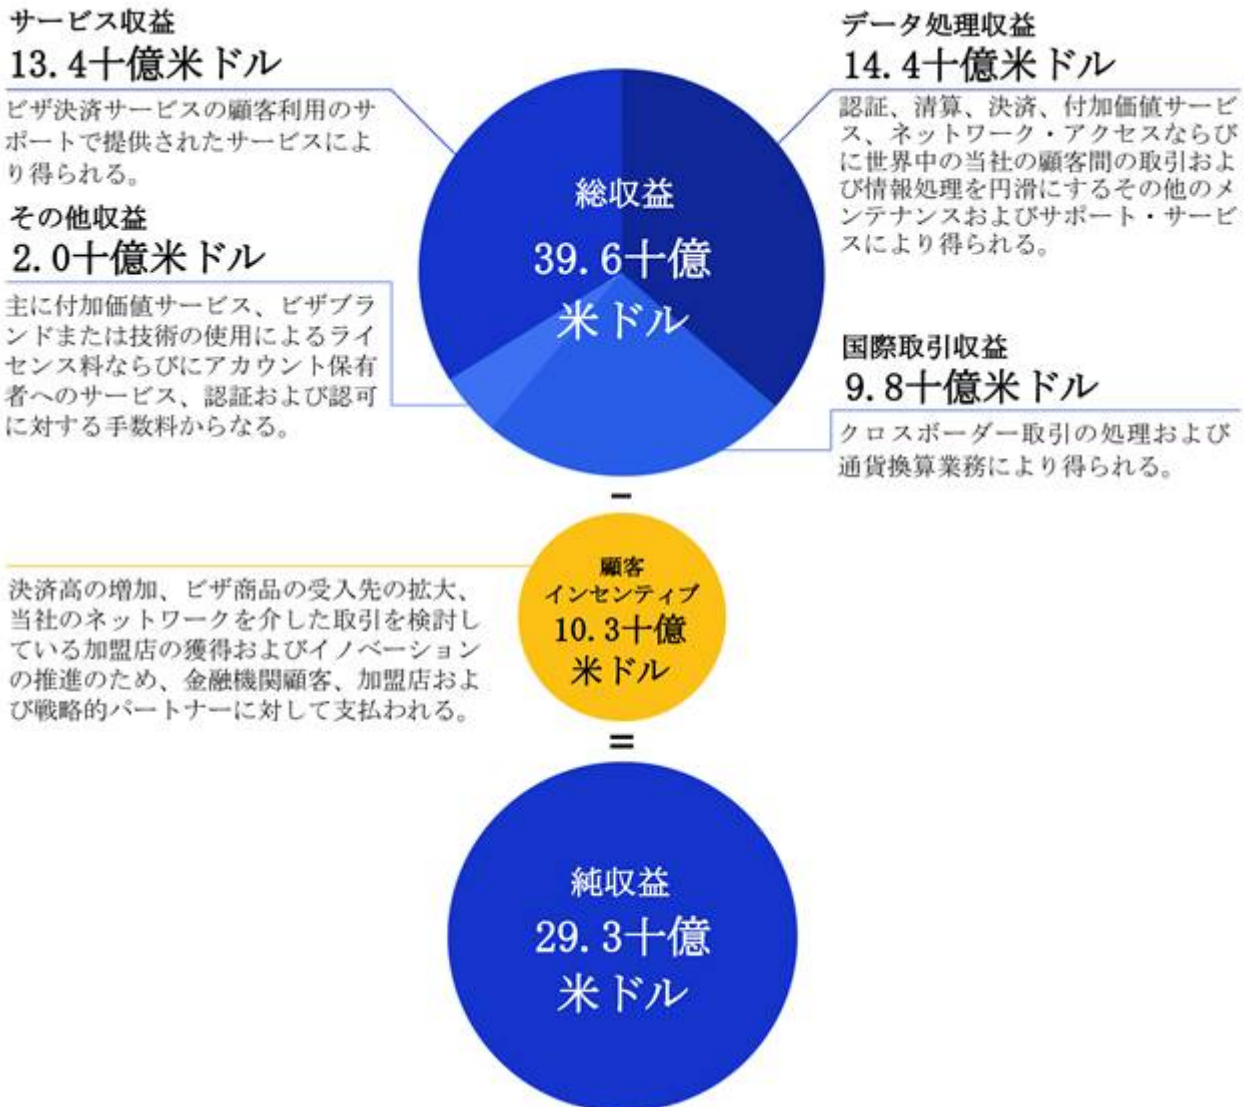 サービス収益
13.4十億米ドル
ビザ決済サービスの顧客利用のサ
ポートで提供されたサービスによ
り得られる。
その他収益
2.0十億米ドル
主に付加価値サービス、ビザブラ
ンドまたは技術の使用によるライ
センス料ならびにアカウント保有
者へのサービス、認証および認可
に対する手数料からなる。
総収益
39.6十億
米ドル
データ処理収益
14.4十億米ドル
認証、清算、決済、付加価値サービ
ス、ネットワーク・アクセスならび
に世界中の当社の顧客間の取引およ
び情報処理を円滑にするその他のメ
ンテナンスおよびサポート・サービ
スにより得られる。
国際取引収益
9.8十億米ドル
クロスボーダー取引の処理および
通貨換算業務により得られる。
-
決済高の増加、ビザ商品の受入先の拡大、
当社のネットワークを介した取引を検討し
ている加盟店の獲得およびイノベーション
の推進のため、金融機関顧客、加盟店およ
び戦略的パートナーに対して支払われる。
顧客
インセンティブ
10.3十億
米ドル
=
純収益
29.3十億
米ドル